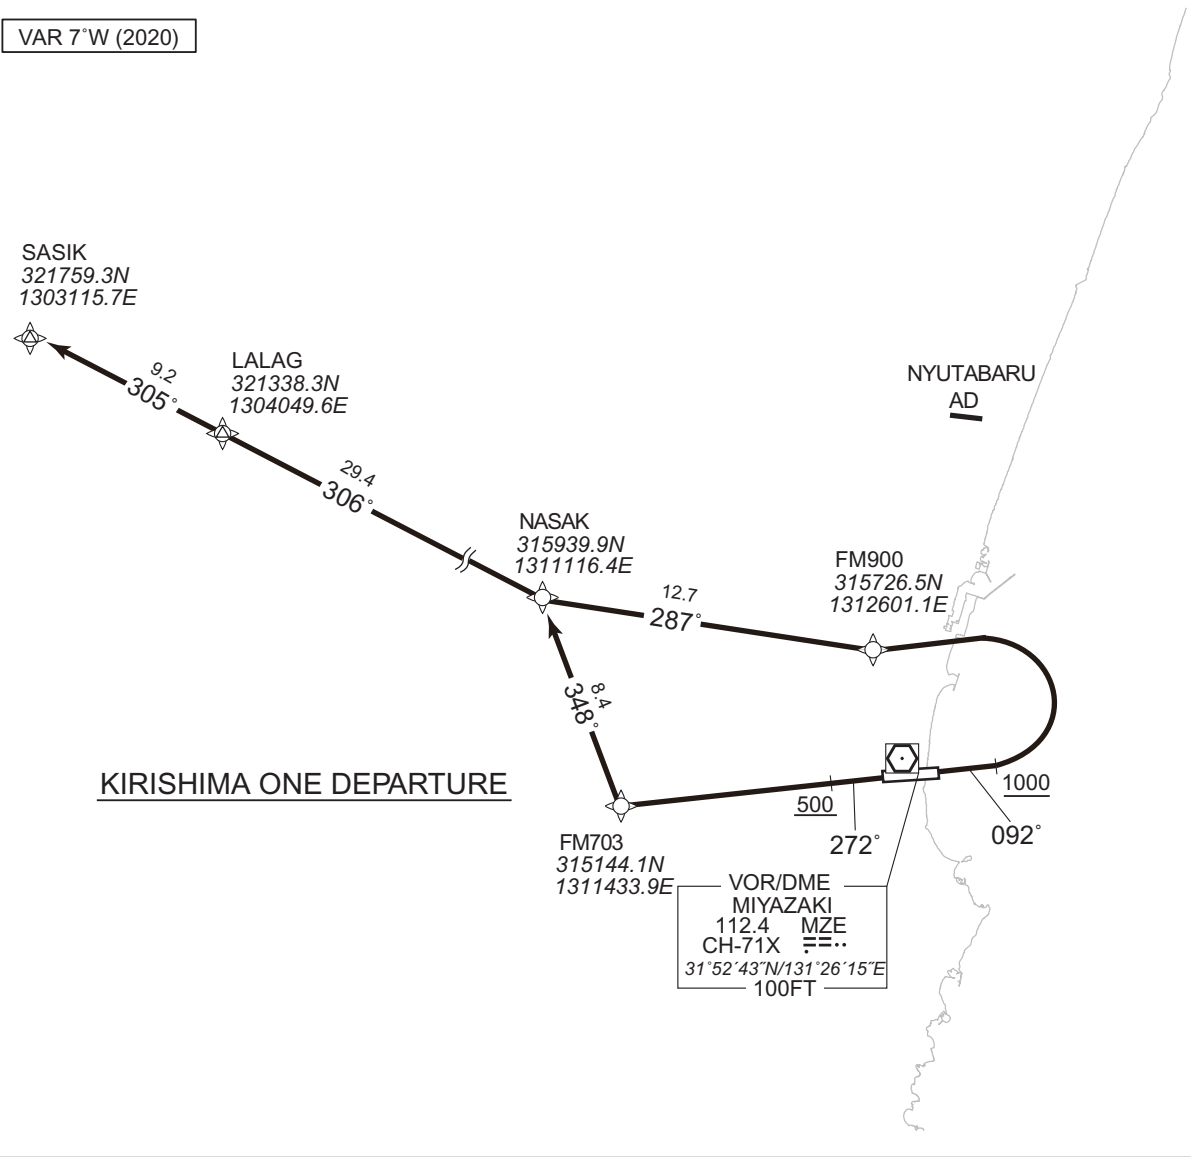 VAR 7˚W (2020)
SASIK
321759.3N
1303115.7E
9.2
305˚
LALAG
321338.3N
1304049.6E
NYUTABARU
AD
29.4
306˚
NASAK
315939.9N
1311116.4E
12.7
287˚
FM900
315726.5N
1312601.1E
8.4
348˚
KIRISHIMA ONE DEPARTURE
500
1000
272˚
092˚
FM703
315144.1N
1311433.9E
VOR/DME
MIYAZAKI
112.4 MZE
CH-71X
31˚52´43˝N/131˚26´15˝E
100FT